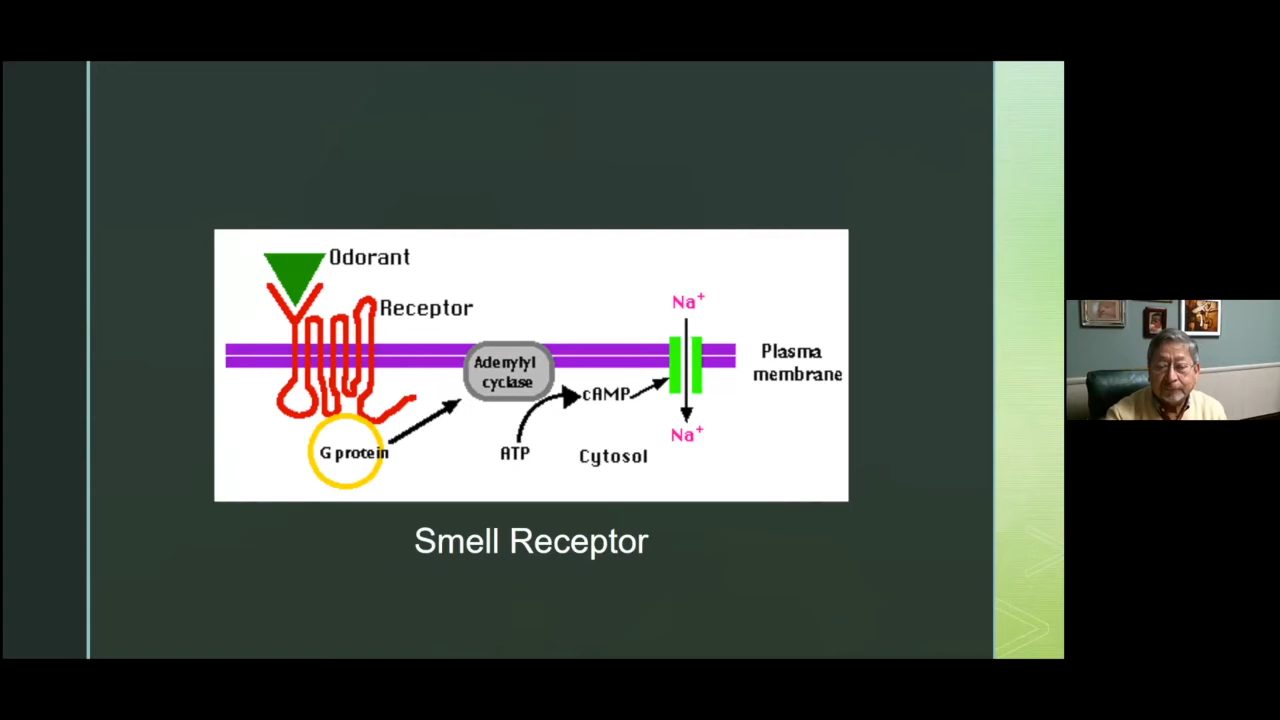 Odorant
Receptor
Na+
Plasma
membrane
Adenylyl
cyclase
cAMP
Na+
G protein
ATP
Cytosol
Smell Receptor